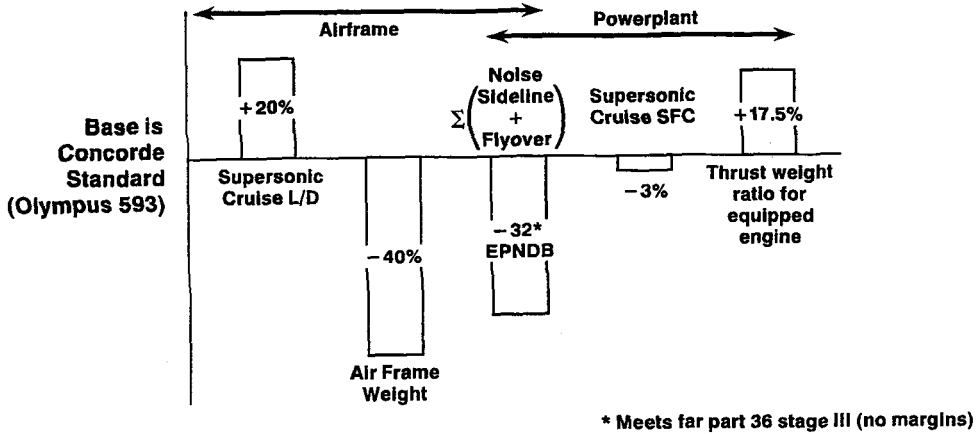 Airframe
Powerplant
Base is
Concorde
Standard
(Olympus 593)
+20%
Supersonic
Cruise L/D
−40%
Air Frame
Weight
Σ(Noise
Sideline
+
Flyover)
−32*
EPNDB
Supersonic
Cruise SFC
−3%
+17.5%
Thrust weight
ratio for
equipped
engine
* Meets far part 36 stage III (no margins)